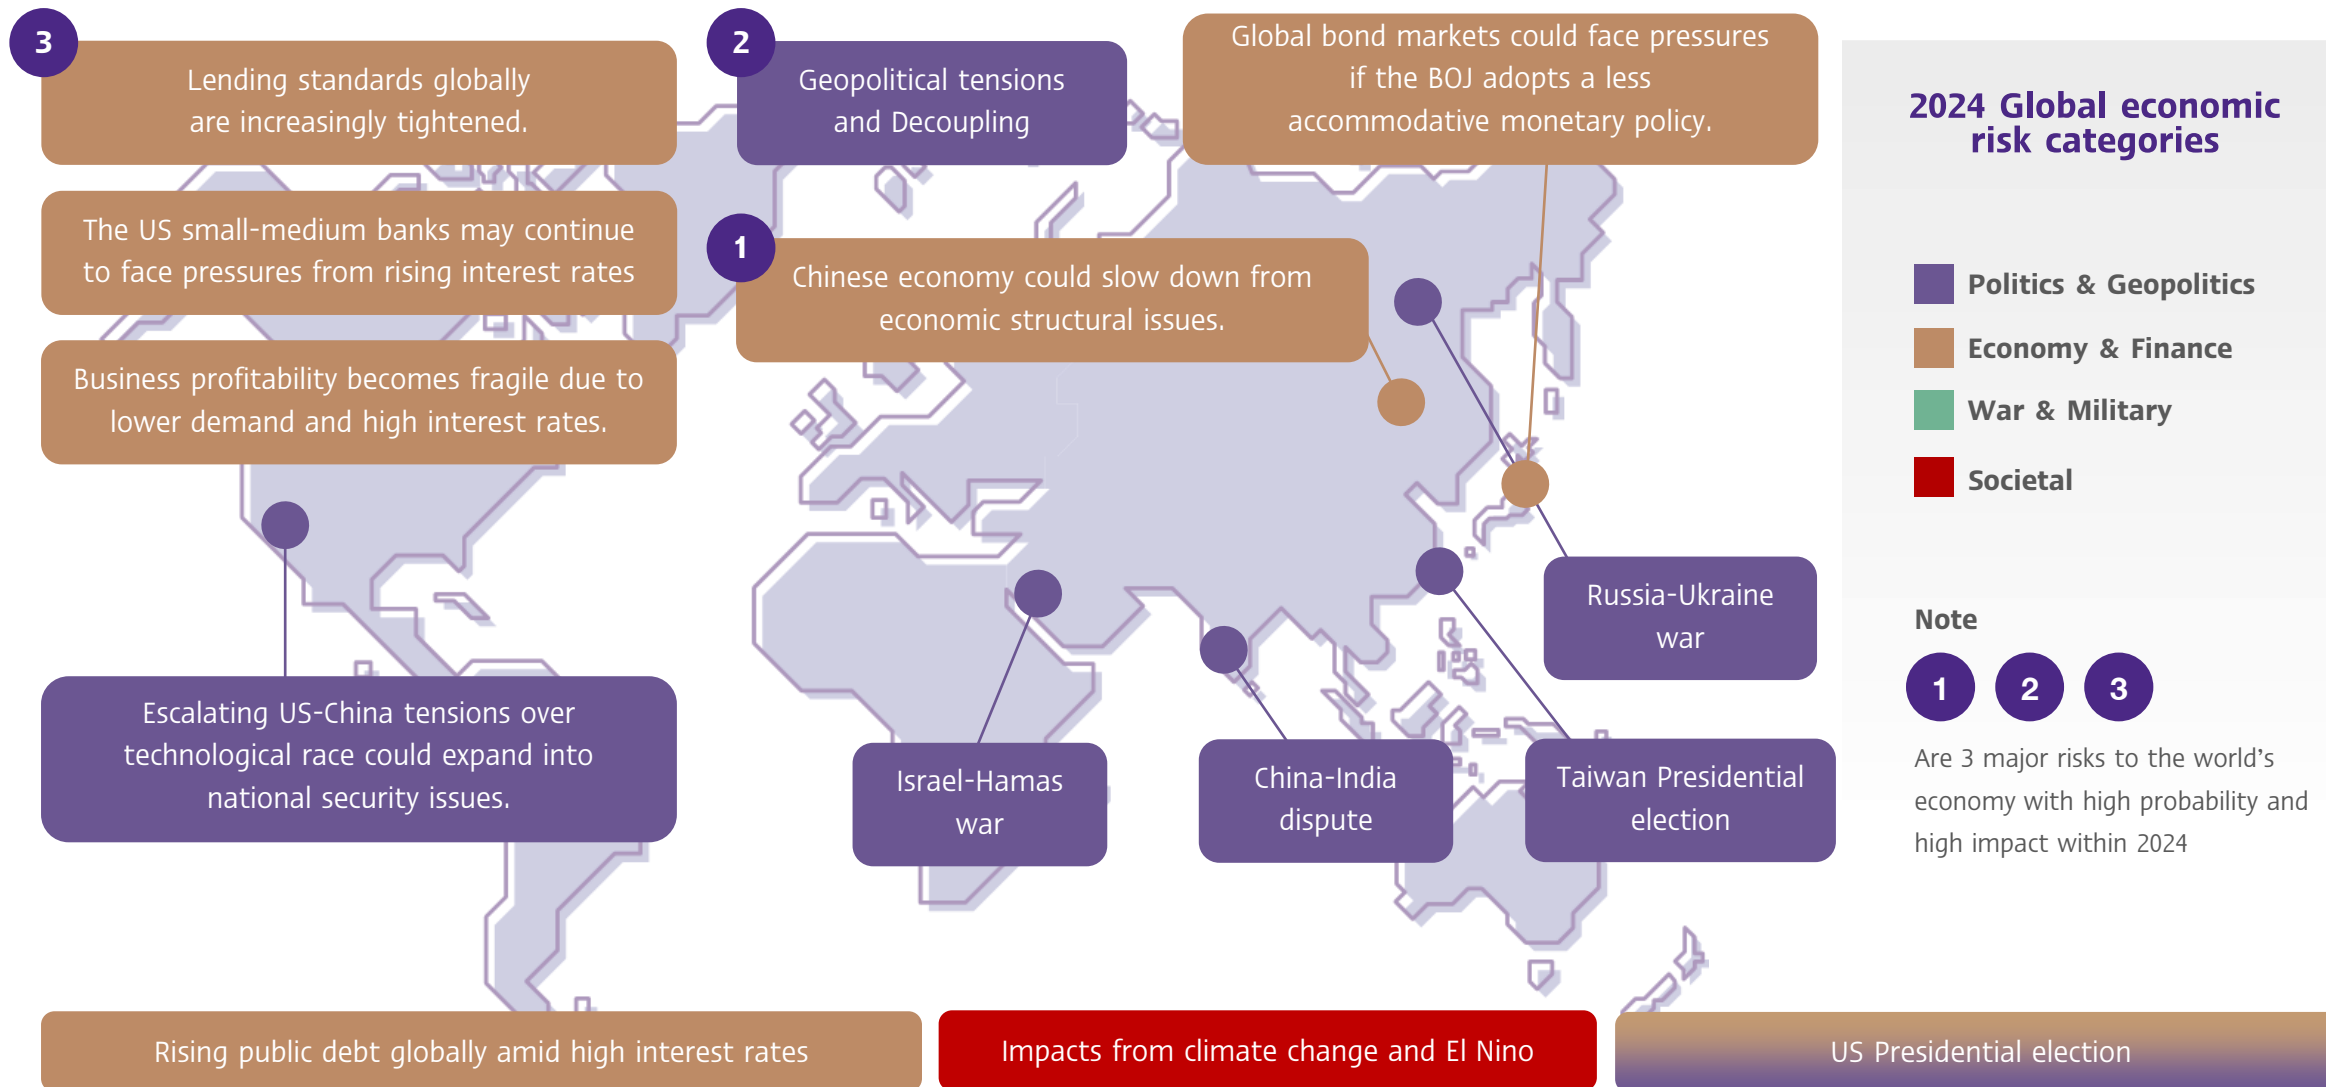 3
Lending standards globally
are increasingly tightened.
2
Geopolitical tensions
and Decoupling
Global bond markets could face pressures
if the BOJ adopts a less
accommodative monetary policy.
The US small-medium banks may continue
to face pressures from rising interest rates
1
Chinese economy could slow down from
economic structural issues.
Business profitability becomes fragile due to
lower demand and high interest rates.
Russia-Ukraine
war
Escalating US-China tensions over
technological race could expand into
national security issues.
Israel-Hamas
war
China-India
dispute
Taiwan Presidential
election
Rising public debt globally amid high interest rates
Impacts from climate change and El Nino
US Presidential election
2024 Global economic
risk categories
Politics & Geopolitics
Economy & Finance
War & Military
Societal
Note
1 2 3
Are 3 major risks to the world’s
economy with high probability and
high impact within 2024